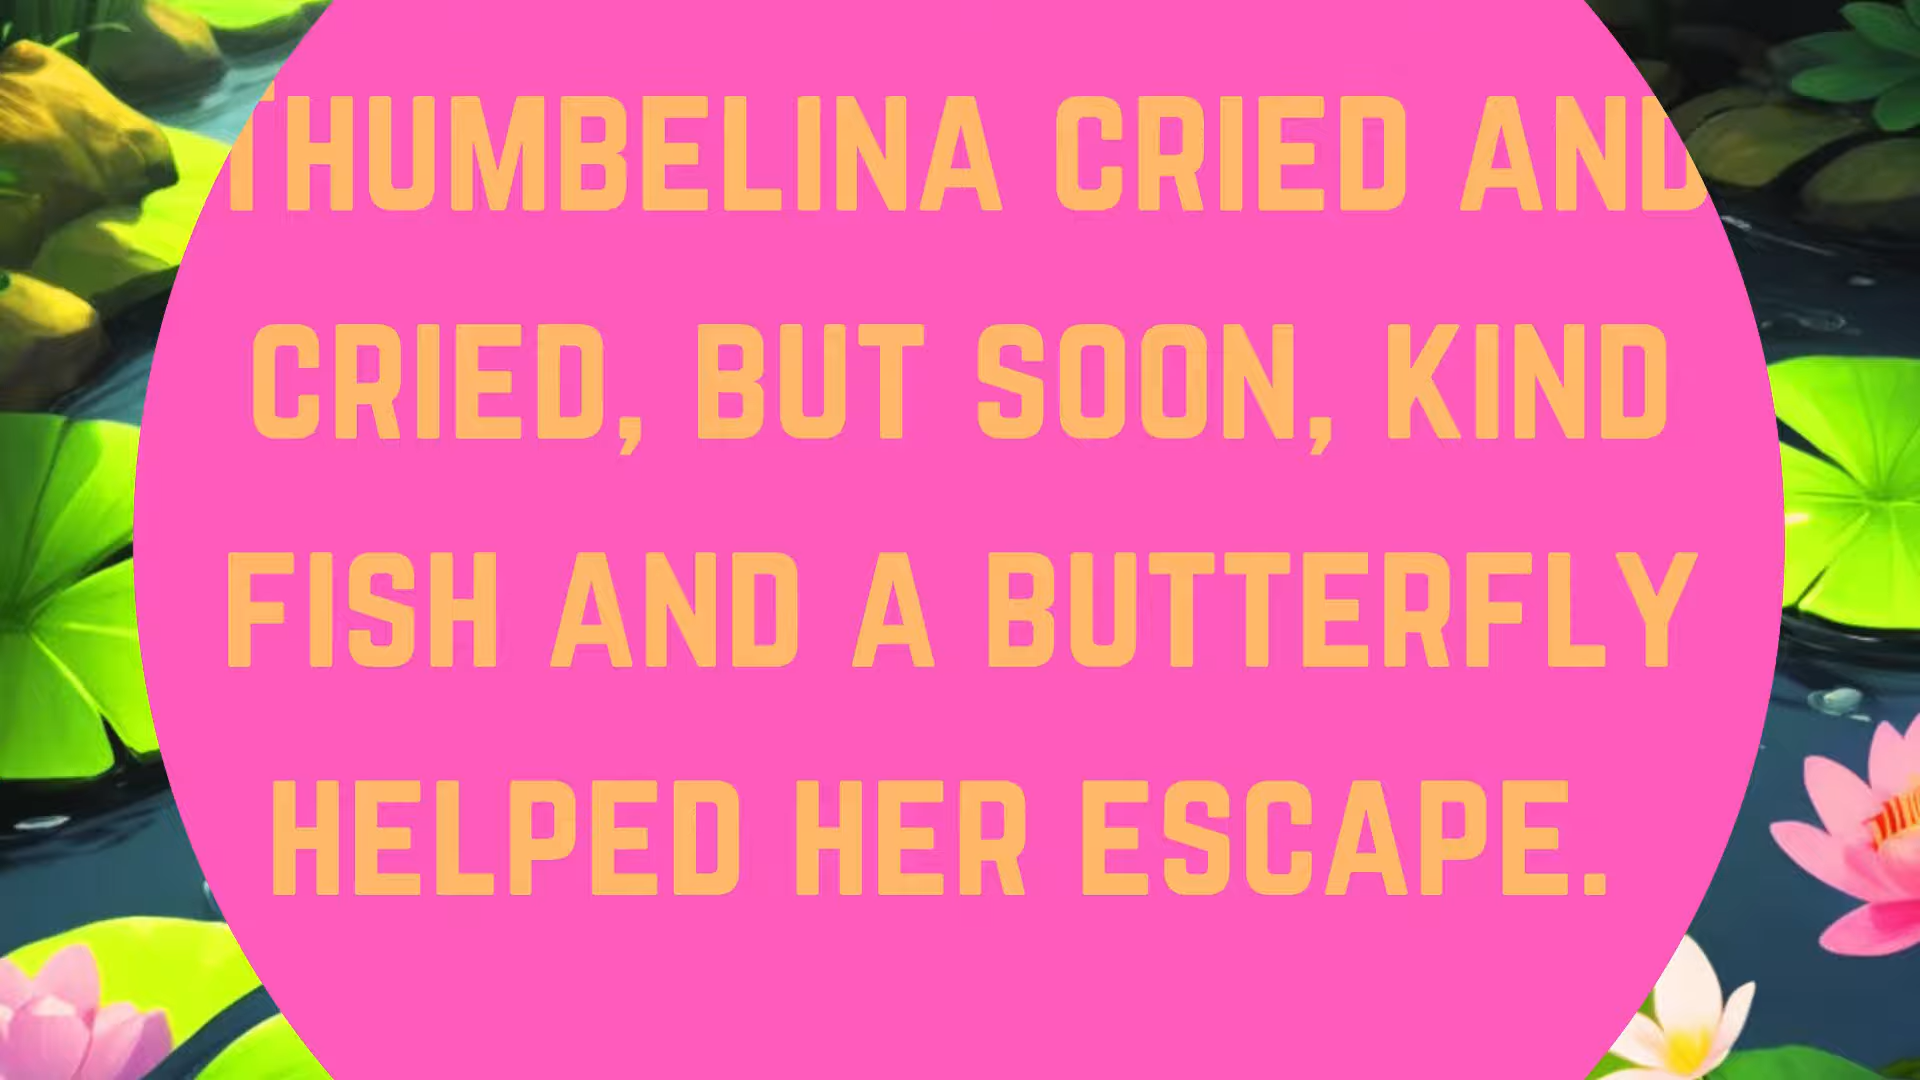 THUMBELINA CRIED AND
CRIED, BUT SOON, KIND
FISH AND A BUTTERFLY
HELPED HER ESCAPE.